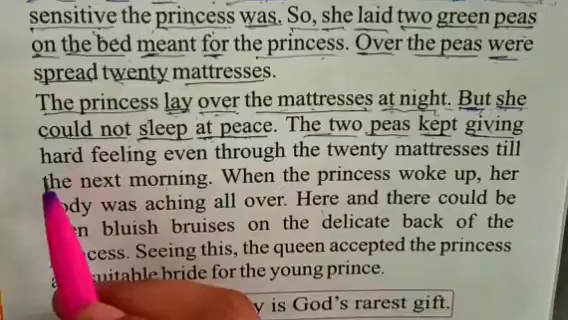 sensitive the princess was. So, she laid two green peas
on the bed meant for the princess. Over the peas were
spread twenty mattresses.
The princess lay over the mattresses at night. But she
could not sleep at peace. The two peas kept giving
hard feeling even through the twenty mattresses till
the next morning. When the princess woke up, her
was aching all over. Here and there could be
bluish bruises on the delicate back of the
Seeing this, the queen accepted the princess
bride for the young prince.
is God's rarest gift.